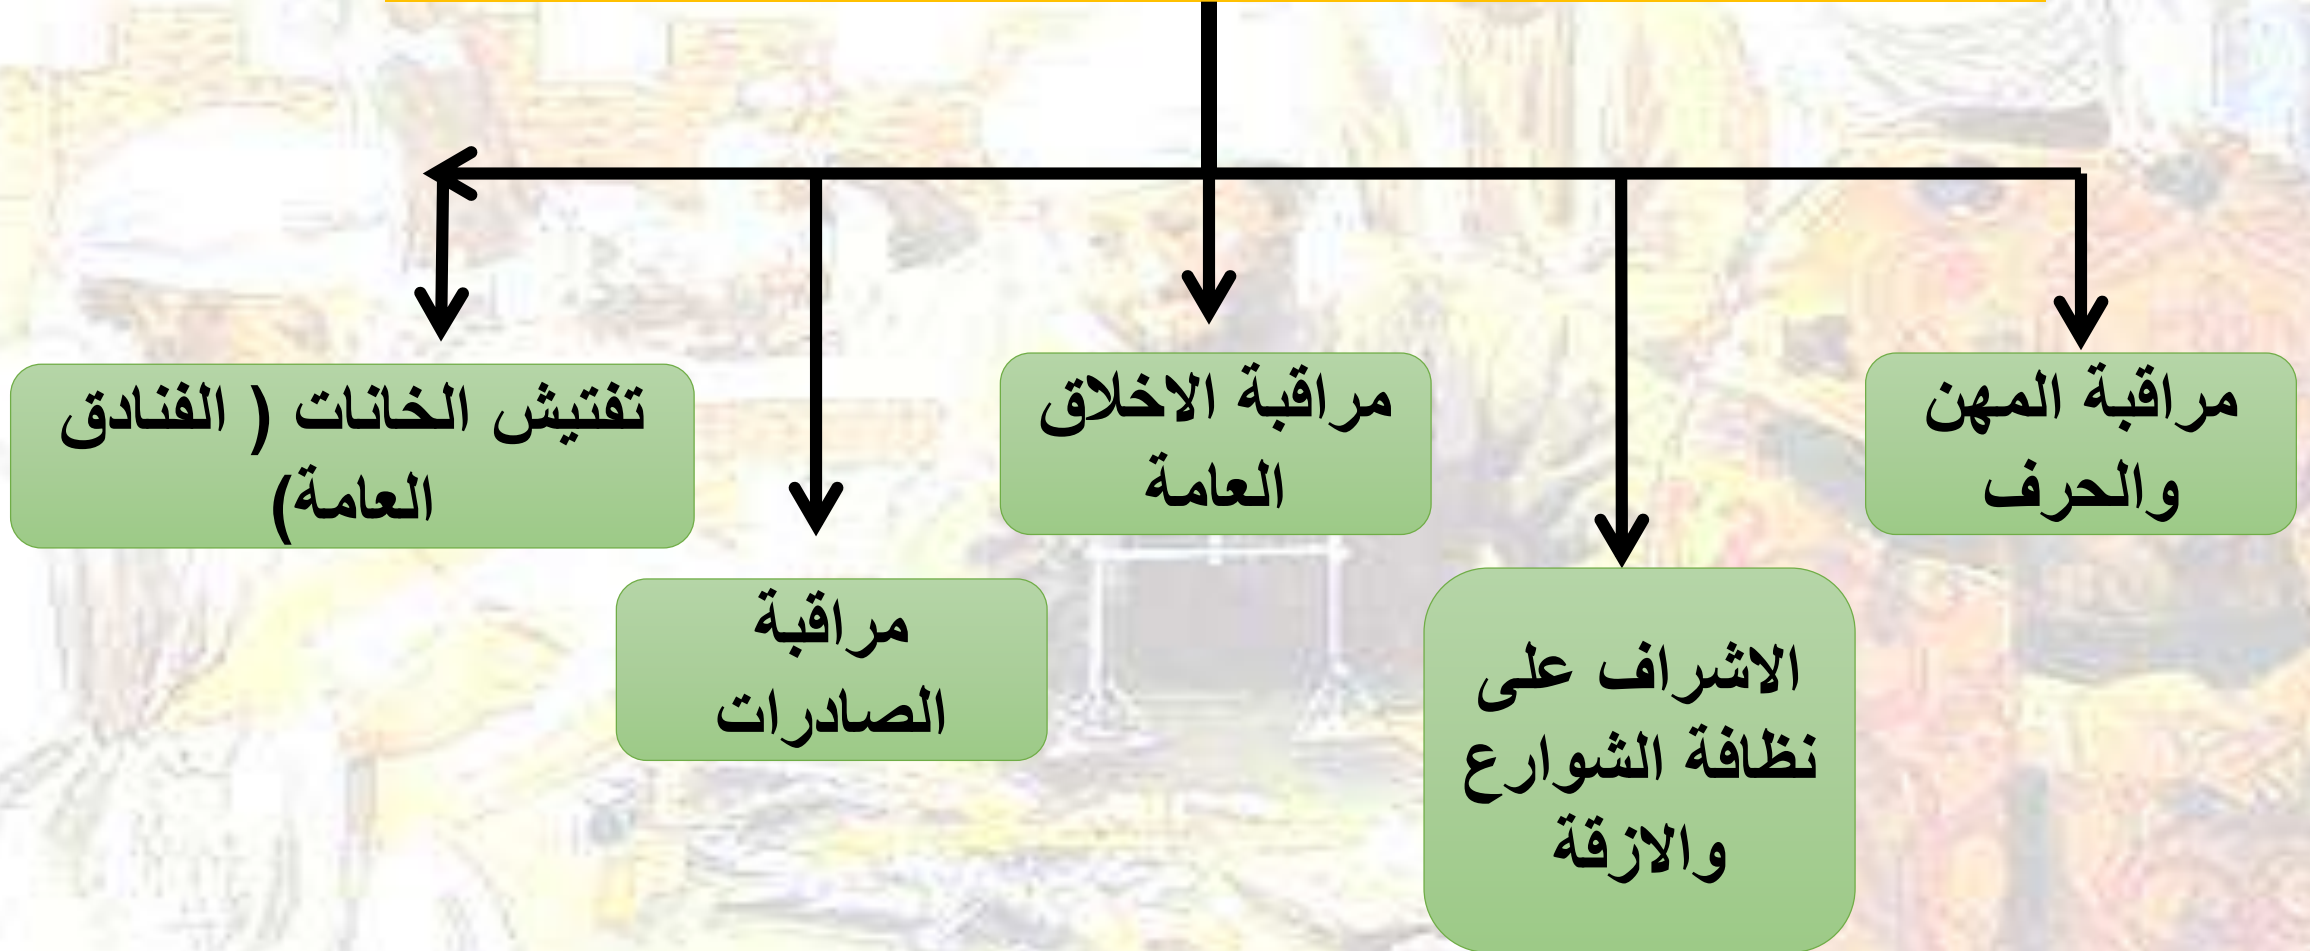 مراقبة المهن
والحرف
الاشراف على
نظافة الشوارع
والازقة
مراقبة الاخلاق
العامة
مراقبة
الصادرات
تفتيش الخانات ( الفنادق
العامة)